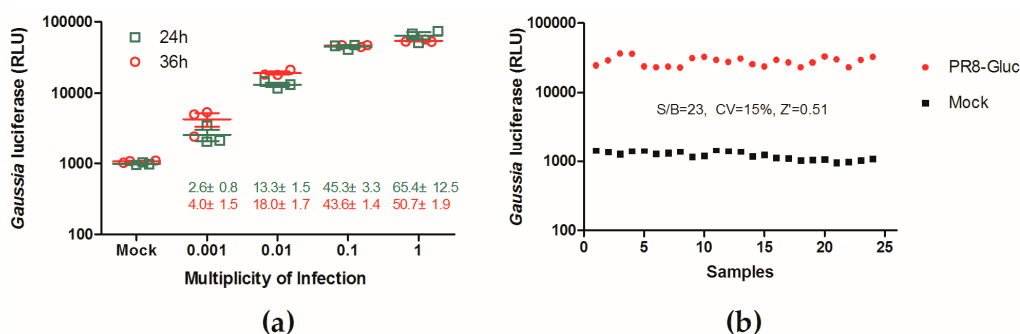 100000
10000
1000
100
Gaussia luciferase (RLU)
24h
36h
2.6± 0.8 13.3± 1.5 45.3± 3.3 65.4± 12.5
4.0± 1.5 18.0± 1.7 43.6± 1.4 50.7± 1.9
Mock 0.001 0.01 0.1 1
Multiplicity of Infection
(a)
100000
10000
1000
100
Gaussia luciferase (RLU)
PR8-Gluc
Mock
S/B=23, CV=15%, Z'=0.51
0 5 10 15 20 25
Samples
(b)